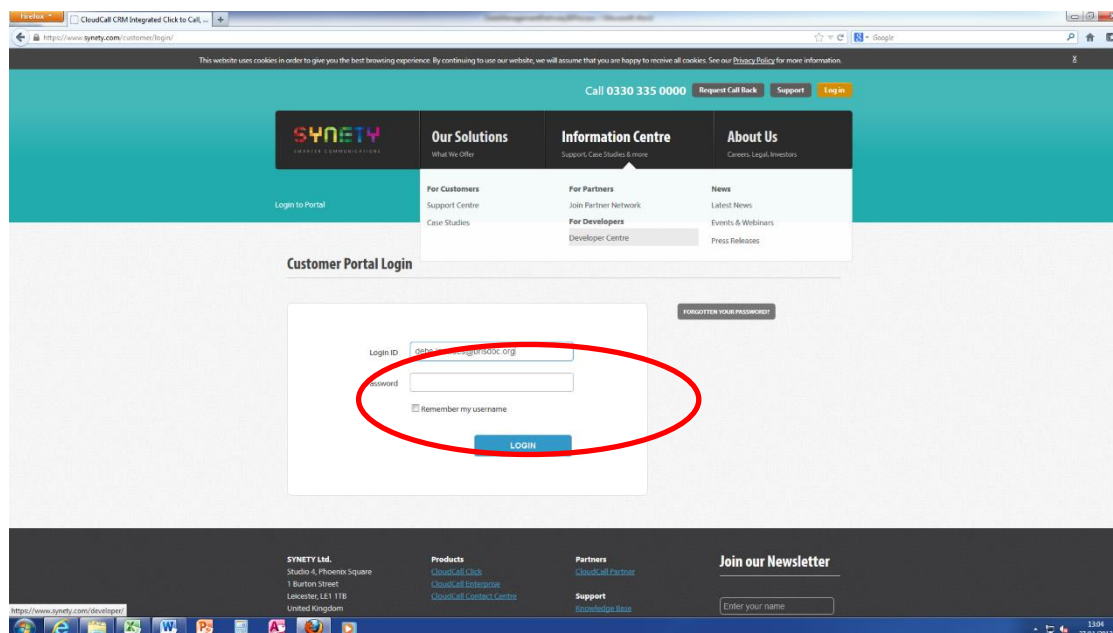 Firefox
CloudCall CRM Integrated Click to Call, ... +
https://www.synety.com/customer/login/
Google
This website uses cookies in order to give you the best browsing experience. By continuing to use our website, we will assume that you are happy to receive all cookies. See our Privacy Policy for more information. X
Call 0330 335 0000 Request Call Back Support Log in
SYNETY
SMARTER COMMUNICATIONS
Our Solutions
What We Offer
Information Centre
Support, Case Studies & more
About Us
Careers, Legal, Investors
Login to Portal
For Customers
Support Centre
Case Studies
For Partners
Join Partner Network
For Developers
Developer Centre
News
Latest News
Events & Webinars
Press Releases
Customer Portal Login
FORGOTTEN YOUR PASSWORD?
Login ID
@brisdoc.org
assword
Remember my username
LOGIN
SYNETY Ltd.
Studio 4, Phoenix Square
1 Burton Street
Leicester, LE1 1TB
United Kingdom
Products
CloudCall Click
CloudCall Enterprise
CloudCall Contact Centre
Partners
CloudCall Partner
Support
Knowledge Base
Join our Newsletter
Enter your name
https://www.synety.com/developer/
13:04